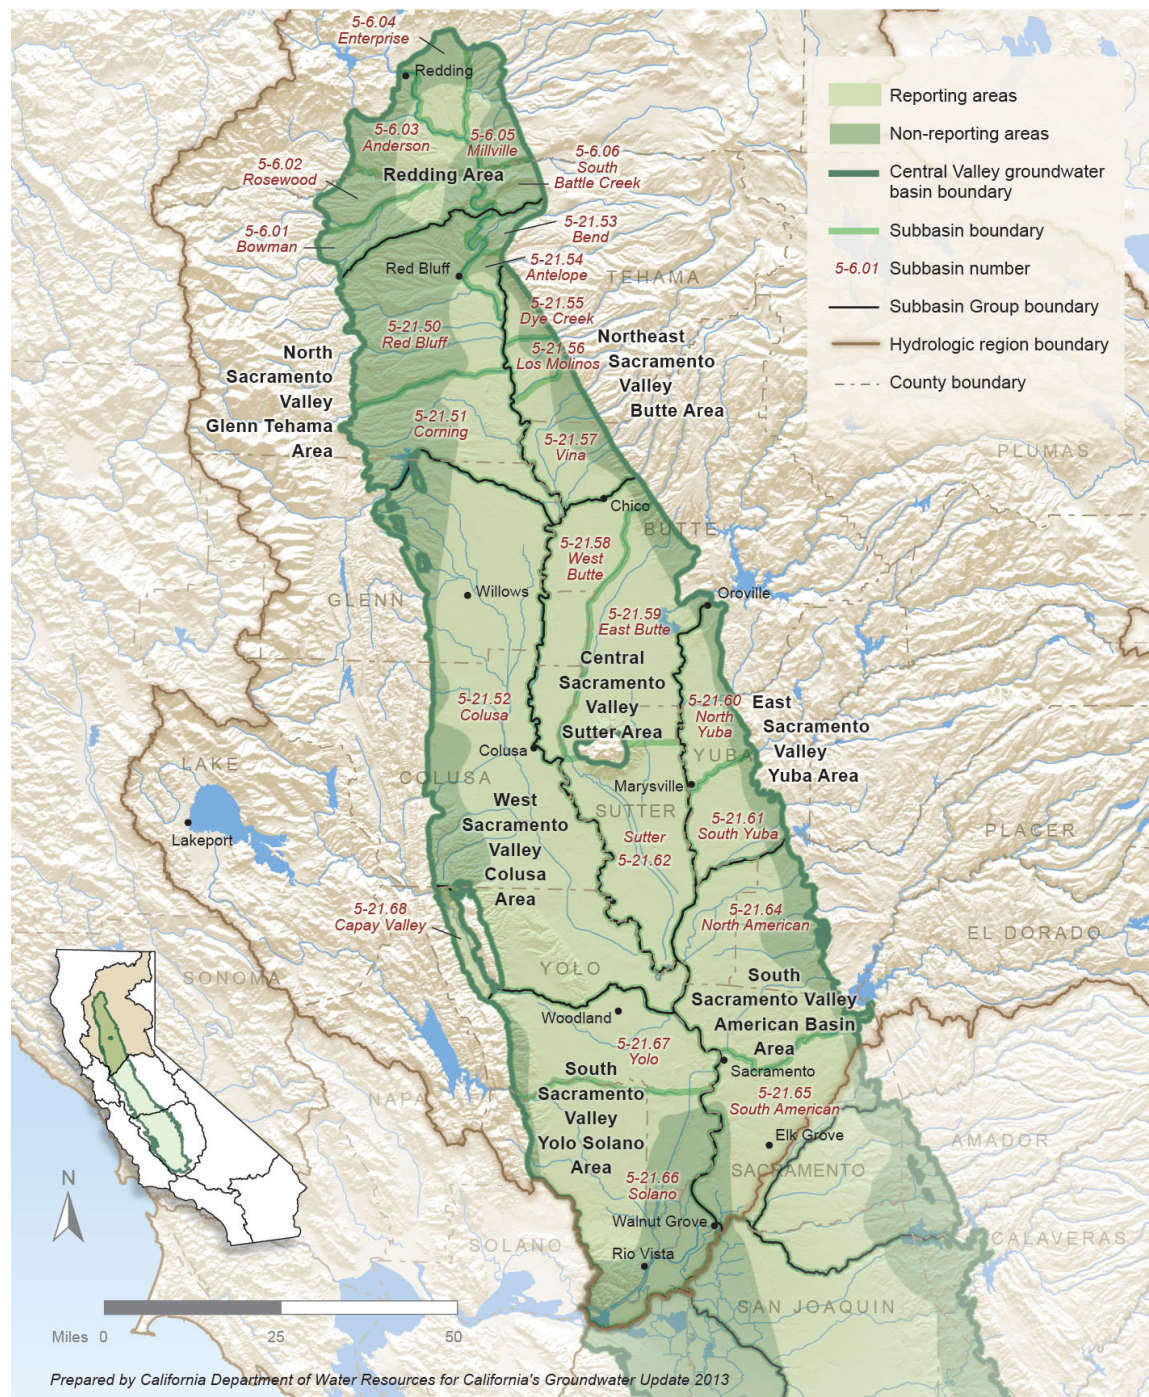 5-6.04
Enterprise
Redding
5-6.03
Anderson
5-6.05
Millville
5-6.06
South
Battle Creek
5-6.02
Rosewood
Redding Area
5-6.01
Bowman
5-21.53
Bend
Red Bluff
5-21.54
Antelope
TEHAMA
5-21.55
Dye Creek
5-21.50
Red Bluff
5-21.56
Los Molinos
Northeast
Sacramento
Valley
Butte Area
North
Sacramento
Valley
Glenn Tehama
Area
5-21.51
Corning
5-21.57
Vina
PLUMAS
Chico
BUTTE
5-21.58
West
Butte
Willows
GLENN
Oroville
5-21.59
East Butte
Central
Sacramento
Valley
Sutter Area
5-21.52
Colusa
5-21.60
North
Yuba
East
Sacramento
Valley
Yuba Area
Colusa
YUBA
LAKE
COLUSA
Marysville
SUTTER
West
Sacramento
Valley
Colusa
Area
Lakeport
5-21.61
South Yuba
PLACER
Sutter
5-21.62
5-21.68
Capay Valley
5-21.64
North American
EL DORADO
SONOMA
YOLO
South
Sacramento Valley
American Basin
Area
Woodland
5-21.67
Yolo
Sacramento
South
Sacramento
Valley
Yolo Solano
Area
NAPA
5-21.65
South American
Elk Grove
AMADOR
SACRAMENTO
5-21.66
Solano
Walnut Grove
CALAVERAS
SOLANO
Rio Vista
SAN JOAQUIN
Reporting areas
Non-reporting areas
Central Valley groundwater
basin boundary
Subbasin boundary
5-6.01 Subbasin number
Subbasin Group boundary
Hydrologic region boundary
County boundary
N
Miles 0 25 50
Prepared by California Department of Water Resources for California's Groundwater Update 2013